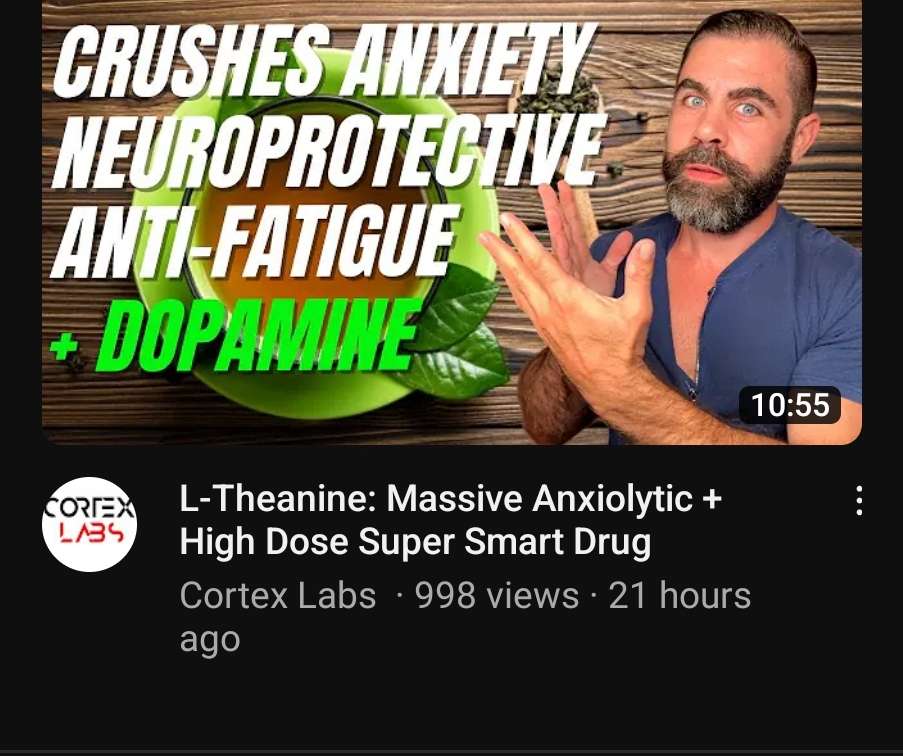 CRUSHES ANXIETY
NEUROPROTECTIVE
ANTI-FATIGUE
+ DOPAMINE
10:55
CORTEX
LABS
L-Theanine: Massive Anxiolytic +
High Dose Super Smart Drug
Cortex Labs · 998 views · 21 hours
ago